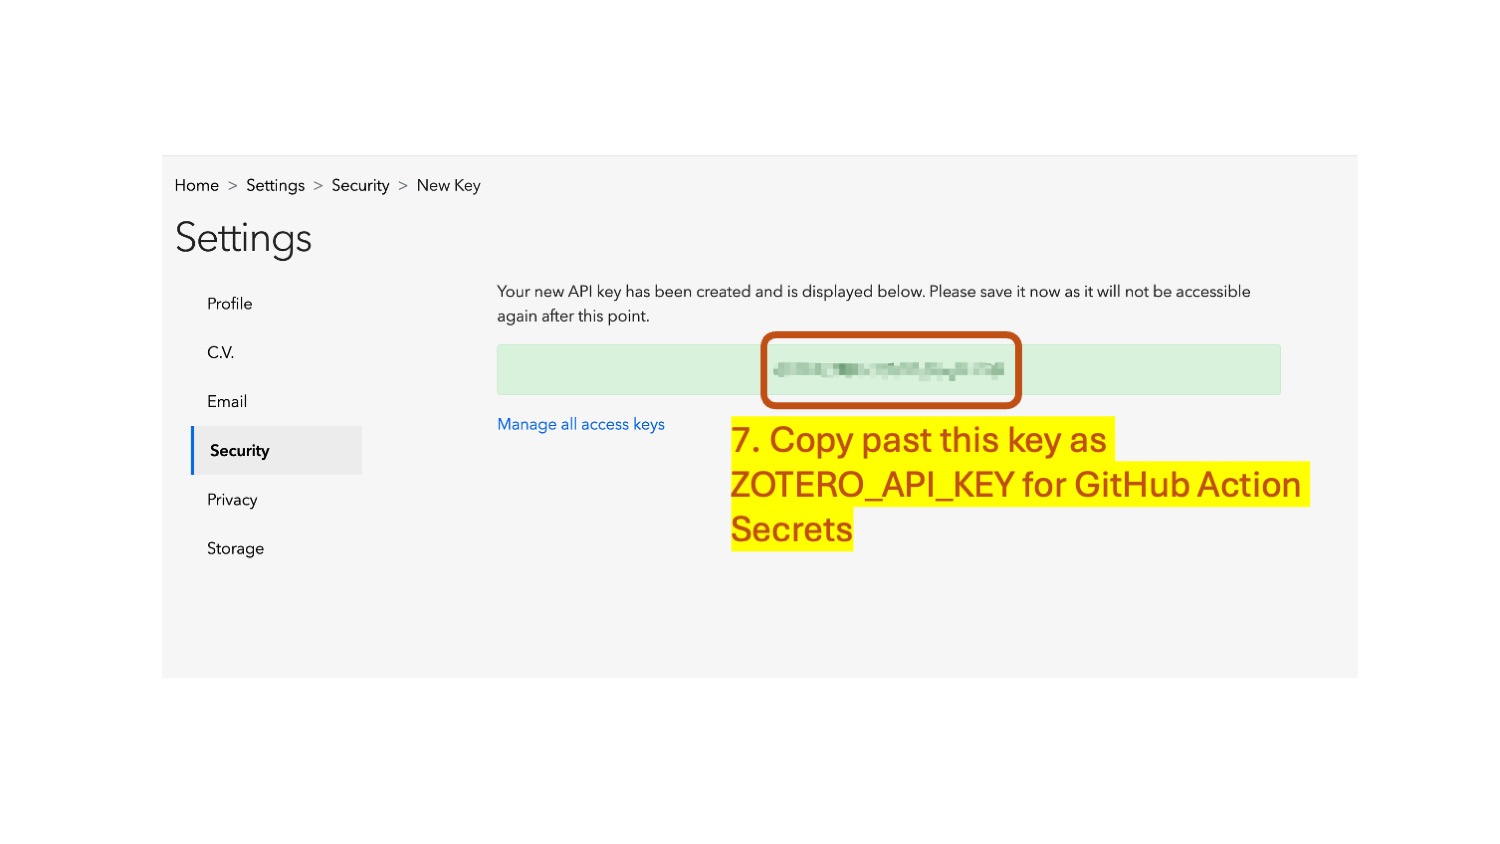 Home > Settings > Security > New Key
Settings
Profile
C.V.
Email
Security
Privacy
Storage
Your new API key has been created and is displayed below. Please save it now as it will not be accessible
again after this point.
Manage all access keys
7. Copy past this key as
ZOTERO_API_KEY for GitHub Action
Secrets